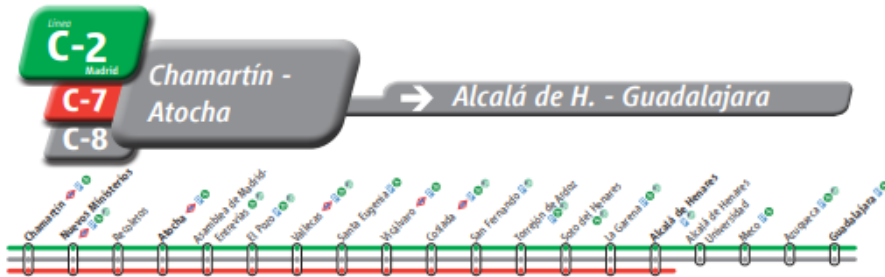 Línea
C-2
Madrid
C-7
C-8
Chamartín -
Atocha
Alcalá de H. - Guadalajara
Chamartín
Nuevos Ministerios
Recoletos
Atocha
Asamblea de Madrid-
Entrevías
El Pozo
Vallecas
Santa Eugenia
Vicálvaro
Coslada
San Fernando
Torrejón de Ardoz
Soto del Henares
La Garena
Alcalá de Henares
Alcalá de Henares
Universidad
Meco
Azuqueca
Guadalajara